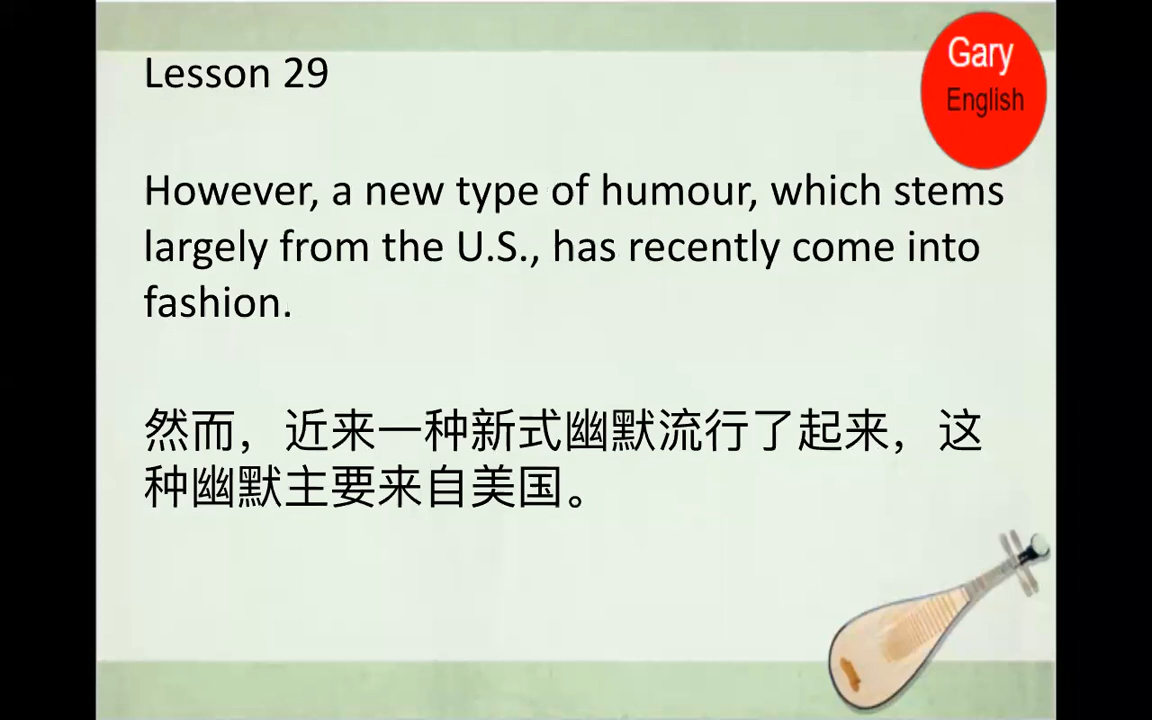 Lesson 29
Gary
English
However, a new type of humour, which stems
largely from the U.S., has recently come into
fashion.
然而，近来一种新式幽默流行了起来，这
种幽默主要来自美国。